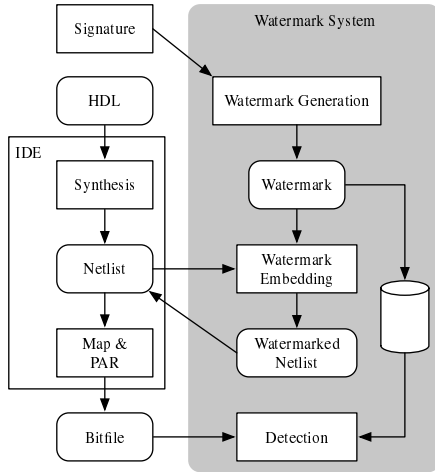 Signature
Watermark System
HDL
Watermark Generation
IDE
Synthesis
Watermark
Netlist
Watermark
Embedding
Map &
PAR
Watermarked
Netlist
Bitfile
Detection